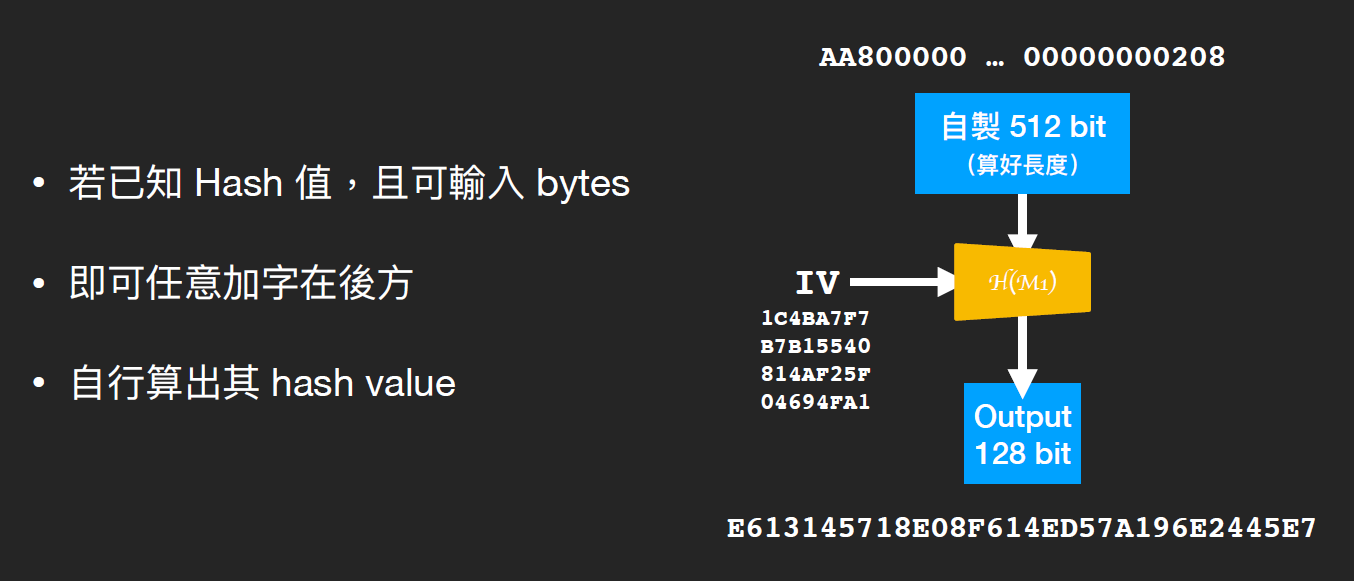 • 若已知 Hash 值，且可輸入 bytes
• 即可任意加字在後方
• 自行算出其 hash value
AA800000 … 00000000208
自製 512 bit
（算好長度）
IV
1C4BA7F7
B7B15540
814AF25F
04694FA1
ℋ(ℳ₁)
Output
128 bit
E613145718E08F614ED57A196E2445E7